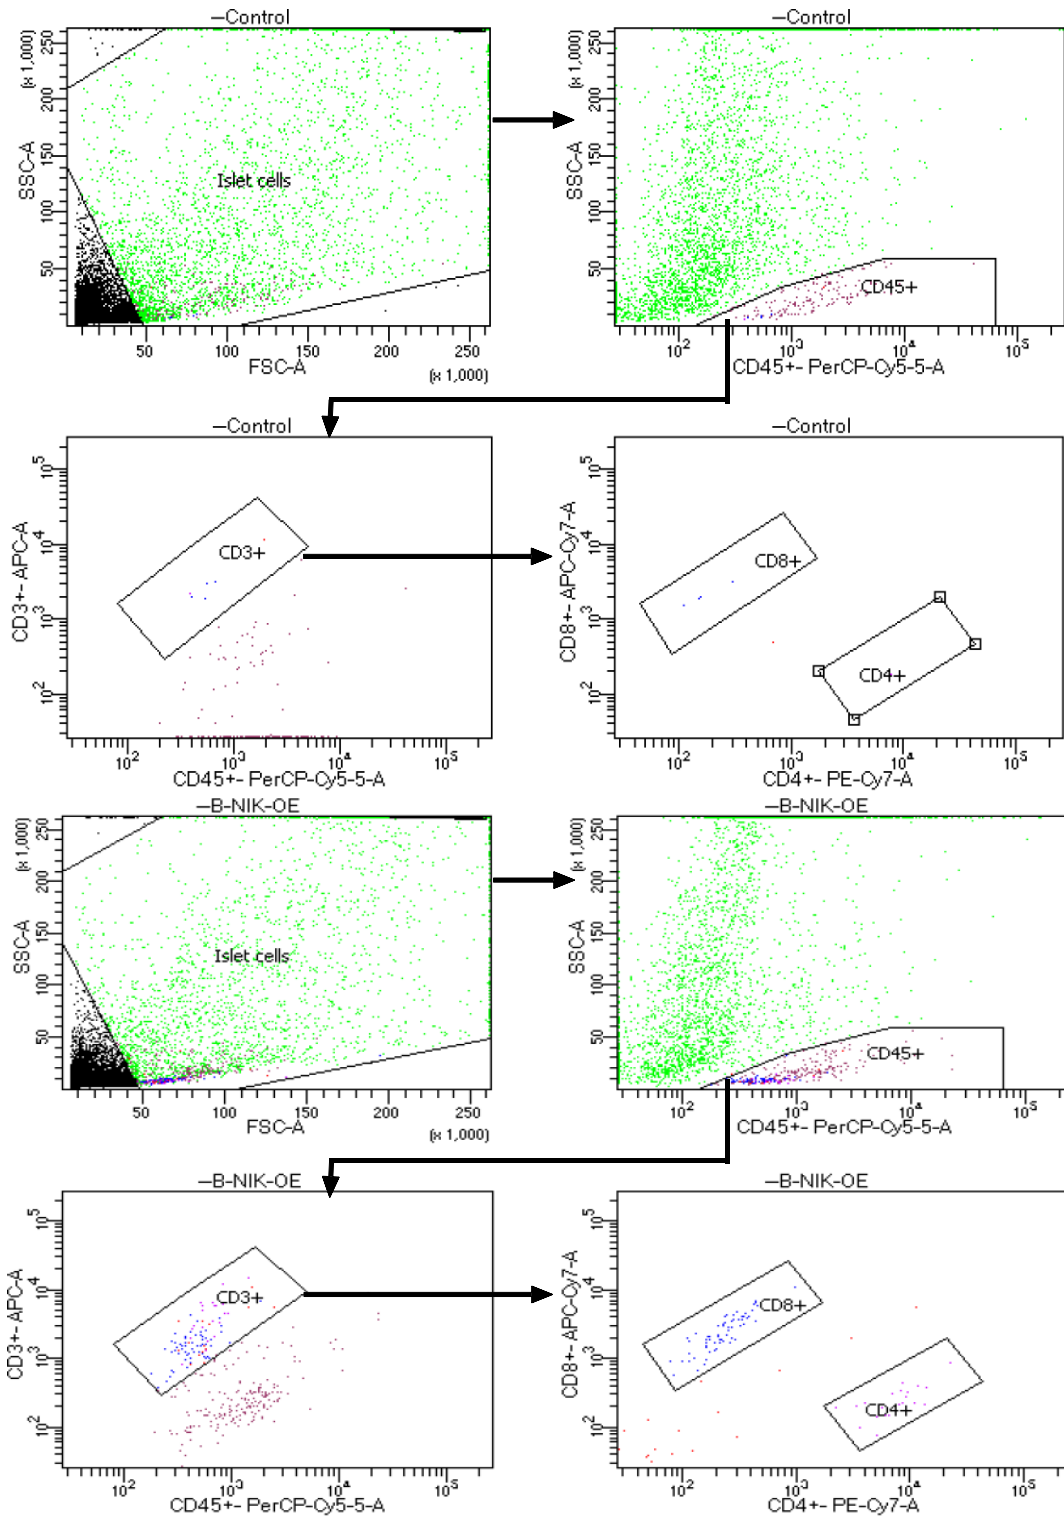 —Control
(x 1,000)
SSC-A
250
200
150
100
50
Islet cells
50 100 150 200 250
FSC-A
(x 1,000)
—Control
(x 1,000)
SSC-A
250
200
150
100
50
CD45+
10² 10³ 10⁴ 10⁵
CD45+- PerCP-Cy5-5-A
—Control
CD3+- APC-A
10⁵
10⁴
10³
10²
CD3+
10² 10³ 10⁴ 10⁵
CD45+- PerCP-Cy5-5-A
—Control
CD8+- APC-Cy7-A
10⁵
10⁴
10³
10²
CD8+
CD4+
10² 10³ 10⁴ 10⁵
CD4+- PE-Cy7-A
—B-NIK-OE
(x 1,000)
SSC-A
250
200
150
100
50
Islet cells
50 100 150 200 250
FSC-A
(x 1,000)
—B-NIK-OE
(x 1,000)
SSC-A
250
200
150
100
50
CD45+
10² 10³ 10⁴ 10⁵
CD45+- PerCP-Cy5-5-A
—B-NIK-OE
CD3+- APC-A
10⁵
10⁴
10³
10²
CD3+
10² 10³ 10⁴ 10⁵
CD45+- PerCP-Cy5-5-A
—B-NIK-OE
CD8+- APC-Cy7-A
10⁵
10⁴
10³
10²
CD8+
CD4+
10² 10³ 10⁴ 10⁵
CD4+- PE-Cy7-A